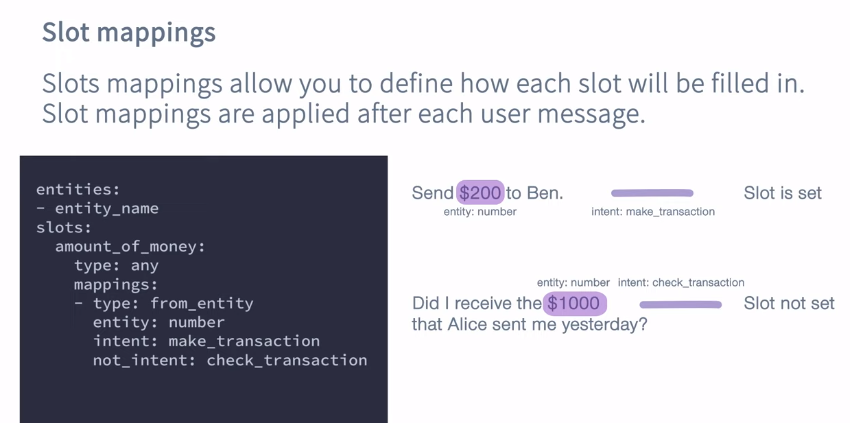 Slot mappings
Slots mappings allow you to define how each slot will be filled in.
Slot mappings are applied after each user message.
entities:
- entity_name
slots:
  amount_of_money:
    type: any
    mappings:
    - type: from_entity
      entity: number
      intent: make_transaction
      not_intent: check_transaction
Send $200 to Ben. Slot is set
entity: number intent: make_transaction
entity: number intent: check_transaction
Did I receive the $1000 Slot not set
that Alice sent me yesterday?